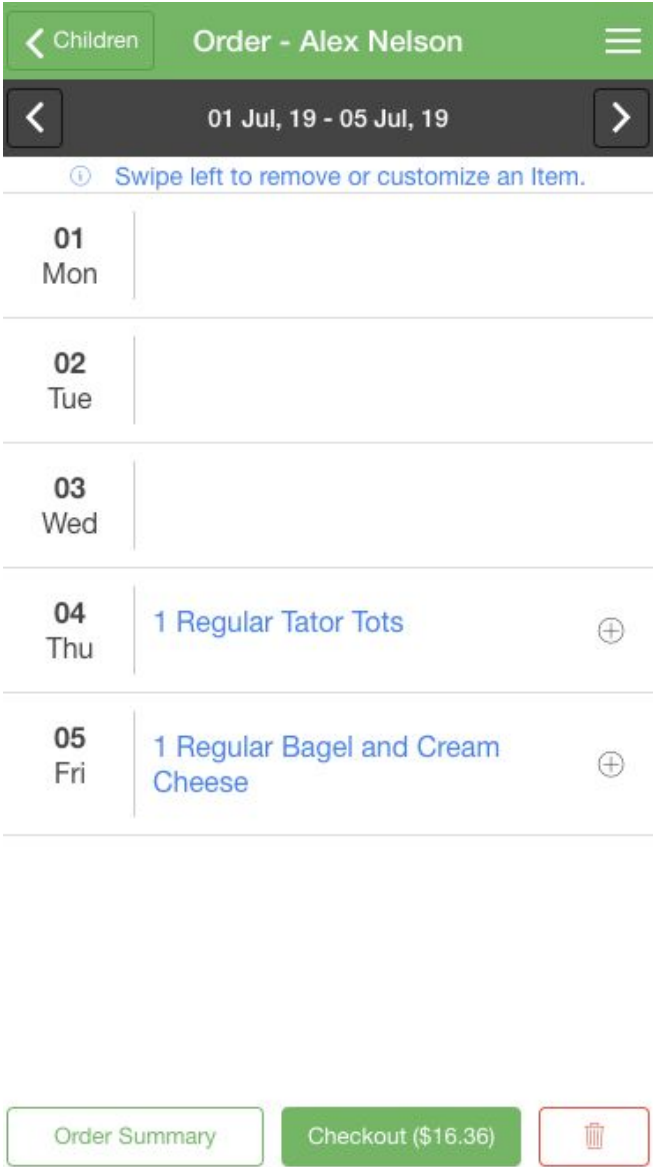 Children
Order - Alex Nelson
01 Jul, 19 - 05 Jul, 19
Swipe left to remove or customize an Item.
01
Mon
02
Tue
03
Wed
04
Thu
1 Regular Tator Tots
05
Fri
1 Regular Bagel and Cream
Cheese
Order Summary
Checkout ($16.36)